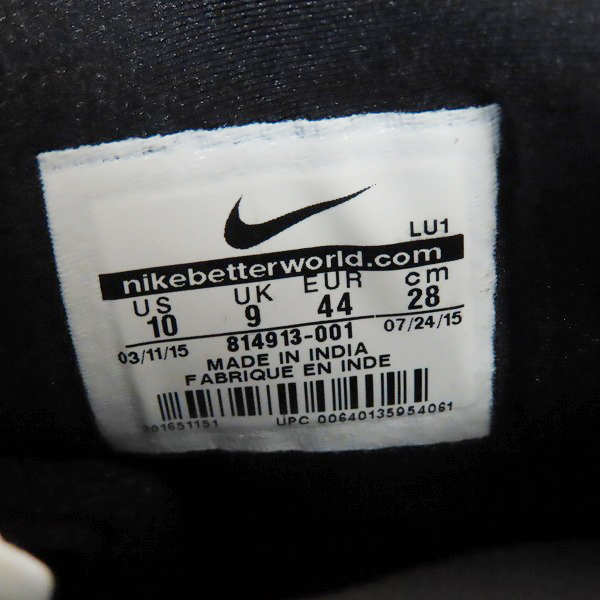 LU1
nikebetterworld.com
US UK EUR cm
10 9 44 28
03/11/15 814913-001 07/24/15
MADE IN INDIA
FABRIQUE EN INDE
UPC 00640135954061